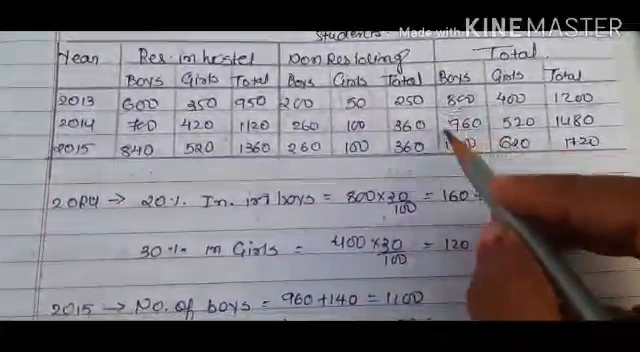 Students
Made with KINEMASTER
Year Res. in hostel Non Residing Total
Boys Girls Total Boys Girls Total Boys Girls Total
2013 600 350 950 200 50 250 800 400 1200
2014 700 420 1120 260 100 360 960 520 1480
2015 840 520 1360 260 100 360 620 1720
2014 → 20% In. in boys = 800 × 20/100 = 160
30% in Girls = 400 × 30/100 = 120
2015 → No. of boys = 960 + 140 = 1100